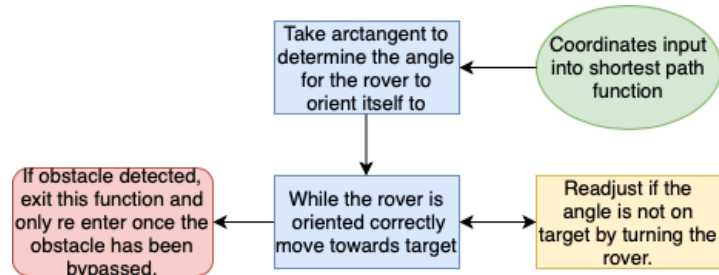 Take arctangent to
determine the angle
for the rover to
orient itself to
Coordinates input
into shortest path
function
If obstacle detected,
exit this function and
only re enter once the
obstacle has been
bypassed.
While the rover is
oriented correctly
move towards target
Readjust if the
angle is not on
target by turning the
rover.